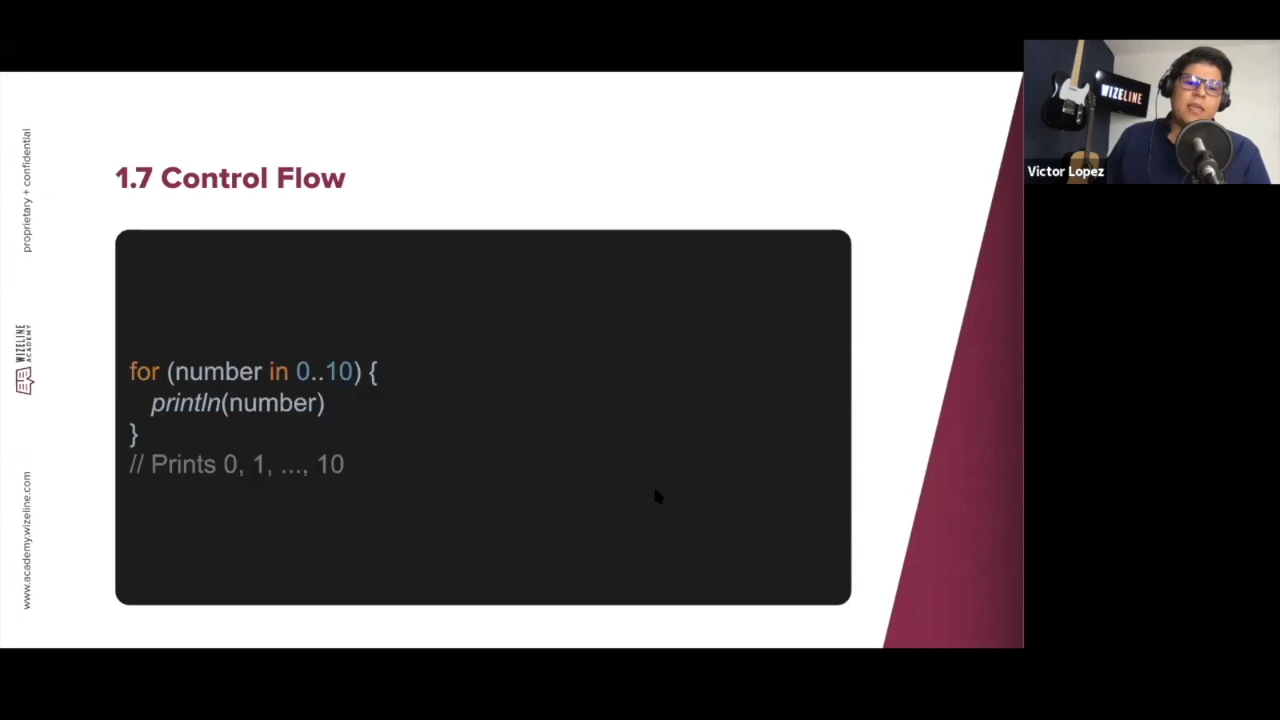 proprietary + confidential
WIZELINE
ACADEMY
www.academy.wizeline.com
1.7 Control Flow
for (number in 0..10) {
println(number)
}
// Prints 0, 1, ..., 10
WIZELINE
Victor Lopez